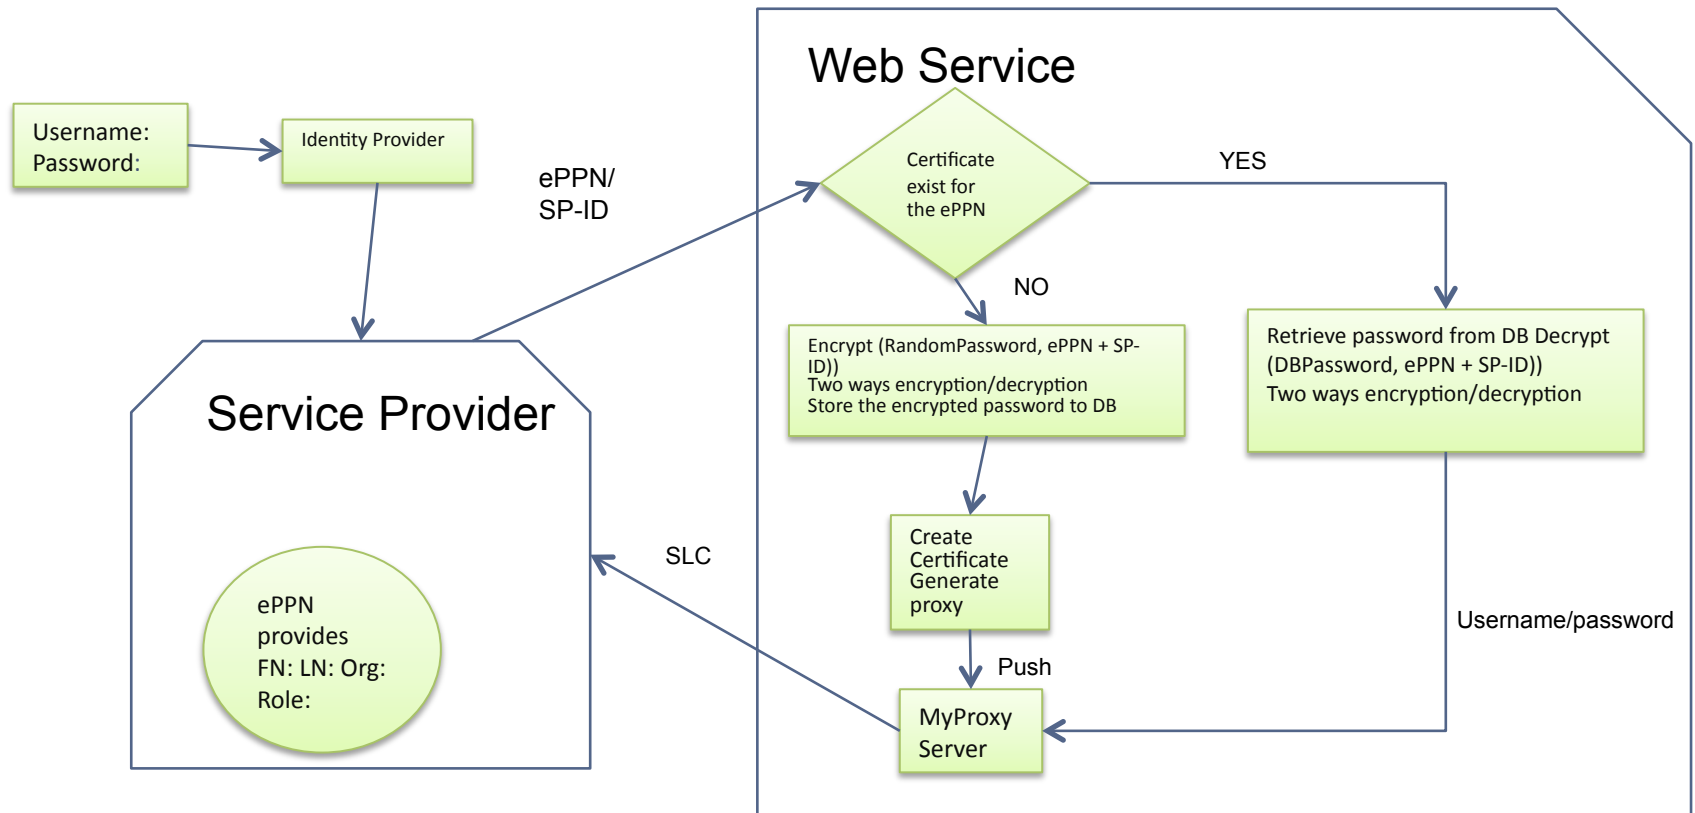 Web Service
Username:
Password:
Identity Provider
ePPN/
SP-ID
Certificate
exist for
the ePPN
YES
NO
Encrypt (RandomPassword, ePPN + SP-
ID))
Two ways encryption/decryption
Store the encrypted password to DB
Retrieve password from DB Decrypt
(DBPassword, ePPN + SP-ID))
Two ways encryption/decryption
Service Provider
ePPN
provides
FN: LN: Org:
Role:
SLC
Create
Certificate
Generate
proxy
Push
Username/password
MyProxy
Server